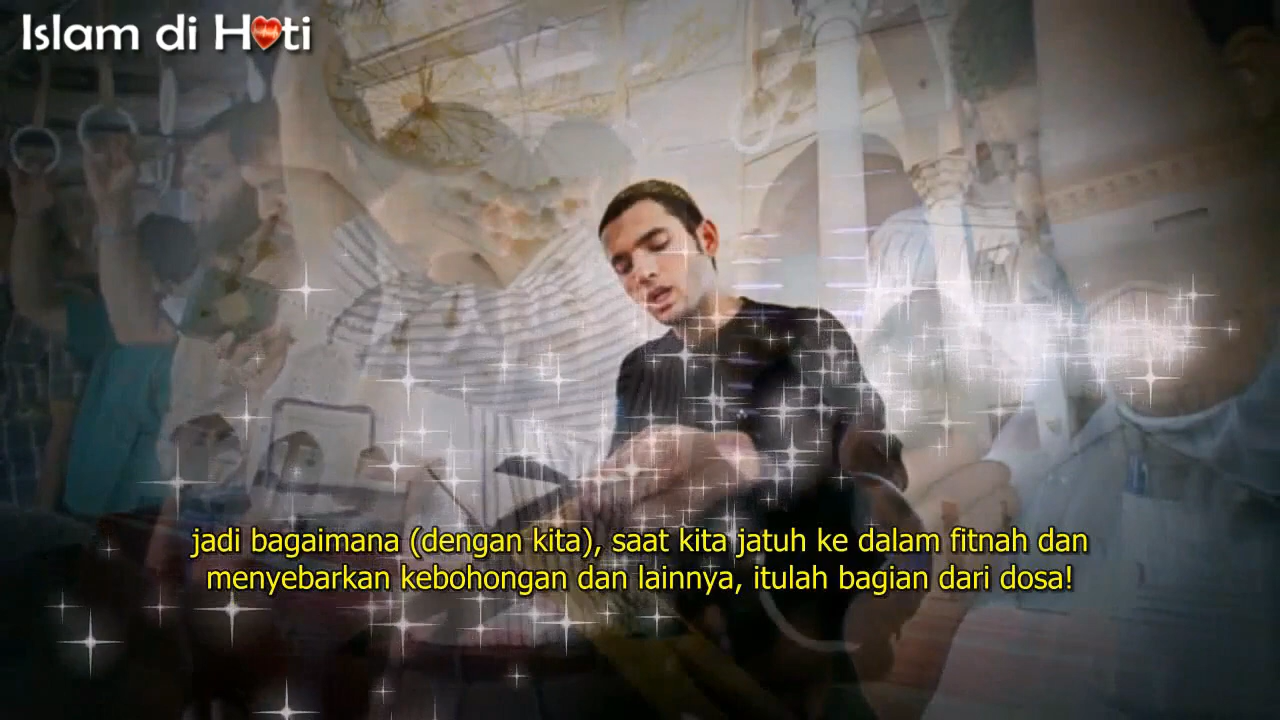 Islam di Hati
jadi bagaimana (dengan kita), saat kita jatuh ke dalam fitnah dan
menyebarkan kebohongan dan lainnya, itulah bagian dari dosa!